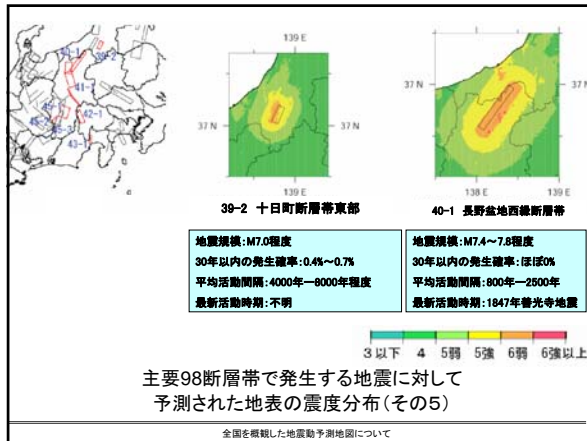 40-1
39-2
41-1
42-1
43-1
139 E
37 N
37 N
139 E
139 E
37 N
37 N
138 E
139 E
39-2 十日町断層帯東部
40-1 長野盆地西縁断層帯
地震規模:M7.0程度
30年以内の発生確率:0.4%～0.7%
平均活動間隔:4000年―8000年程度
最新活動時期:不明
地震規模:M7.4～7.8程度
30年以内の発生確率:ほぼ0%
平均活動間隔:800年―2500年
最新活動時期:1847年善光寺地震
3以下 4 5弱 5強 6弱 6強以上
主要98断層帯で発生する地震に対して
予測された地表の震度分布(その5)
全国を概観した地震動予測地図について